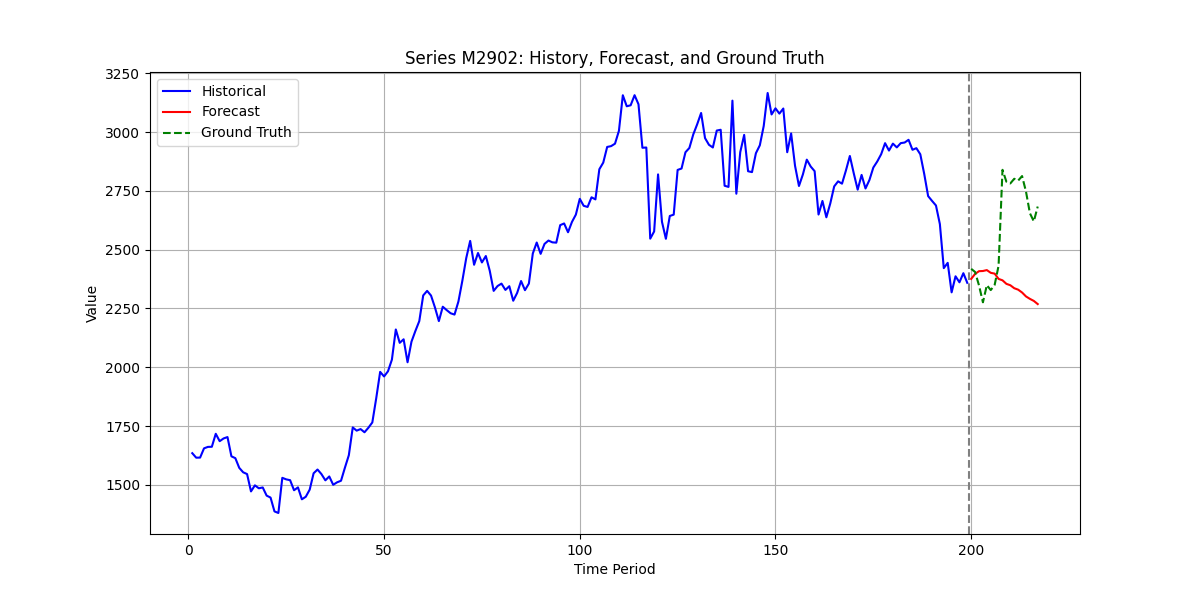 Series M2902: History, Forecast, and Ground Truth
Historical
Forecast
Ground Truth
3250
3000
2750
2500
2250
2000
1750
1500
Value
0 50 100 150 200
Time Period